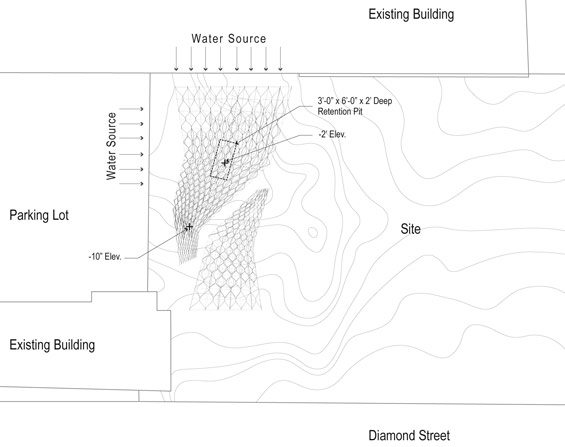 Existing Building
Water Source
3'-0" x 6'-0" x 2' Deep
Retention Pit
-2' Elev.
Water Source
Parking Lot
Site
-10" Elev.
Existing Building
Diamond Street